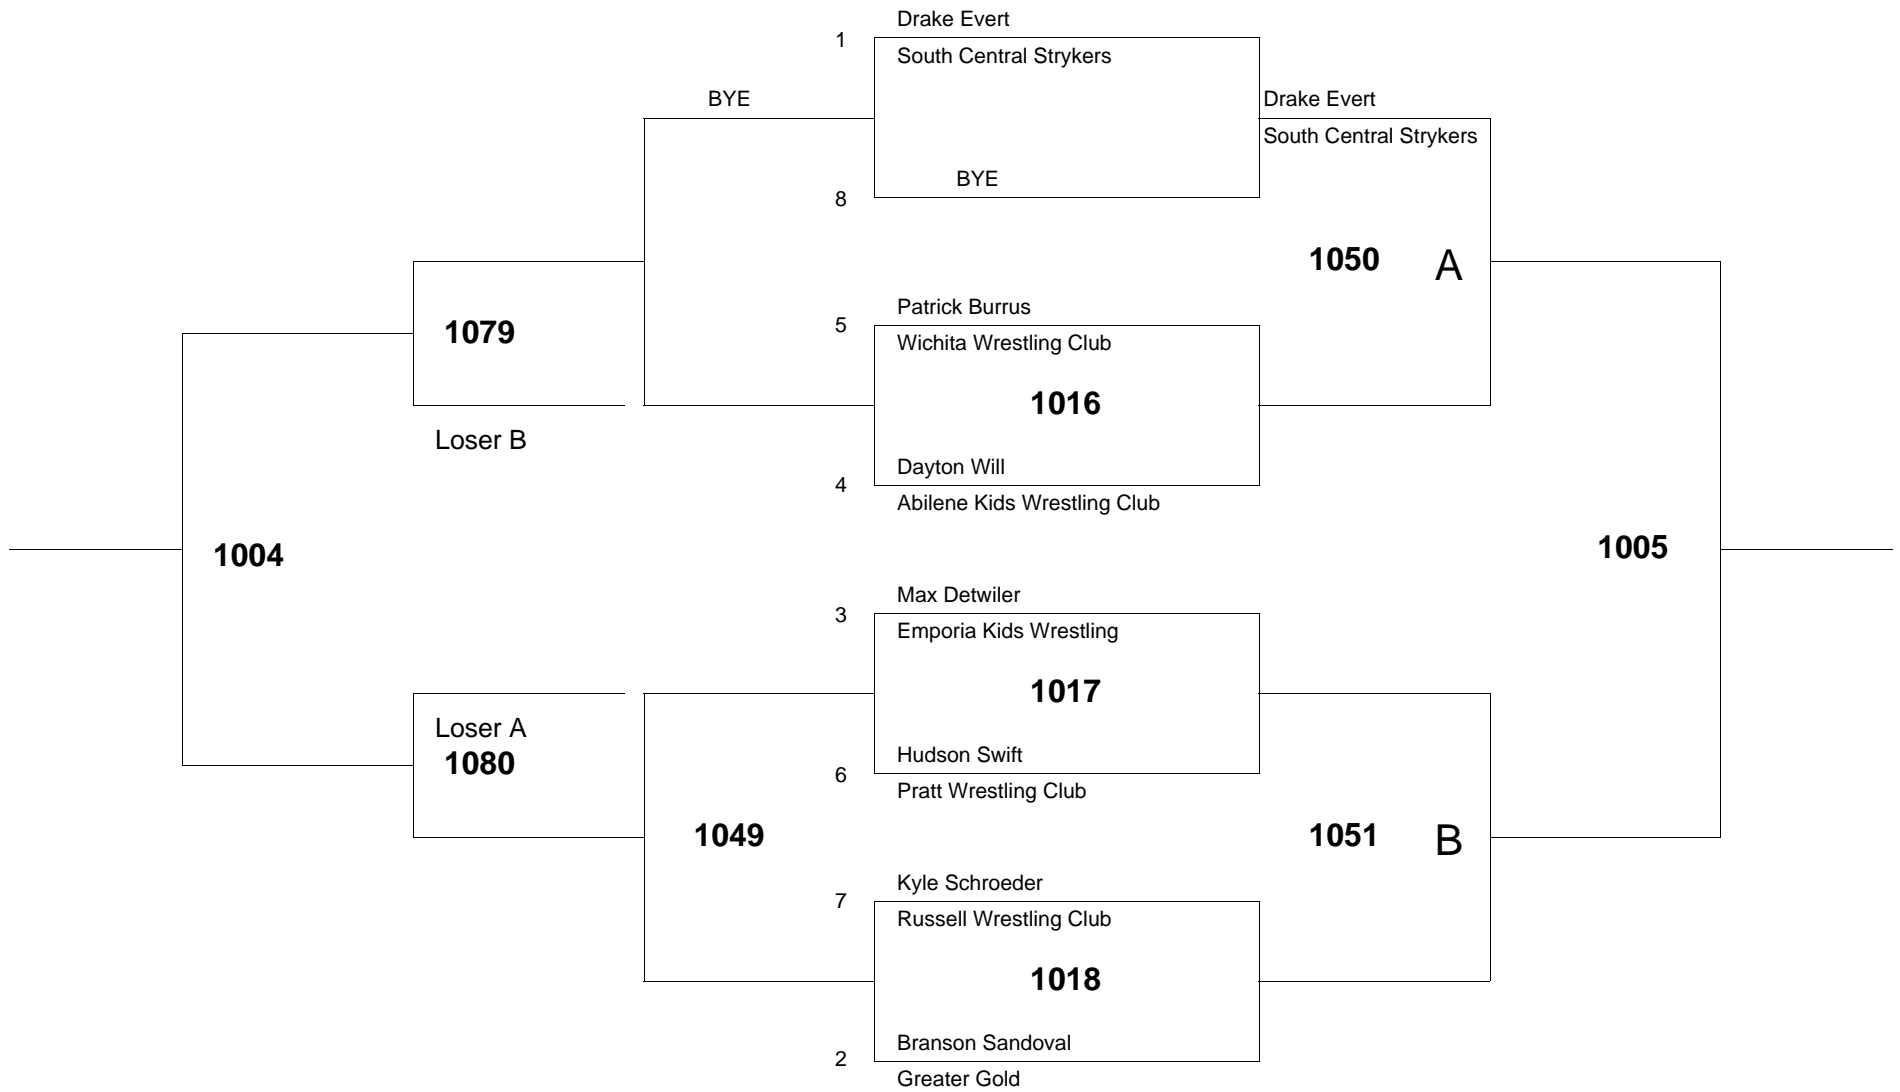 Drake Evert
1
South Central Strykers
BYE
Drake Evert
South Central Strykers
BYE
8
1050 A
Patrick Burrus
5
1079
Wichita Wrestling Club
1016
Loser B
Dayton Will
4
Abilene Kids Wrestling Club
1004
1005
Max Detwiler
3
Emporia Kids Wrestling
1017
Loser A
1080
Hudson Swift
6
Pratt Wrestling Club
1049
1051 B
Kyle Schroeder
7
Russell Wrestling Club
1018
Branson Sandoval
2
Greater Gold